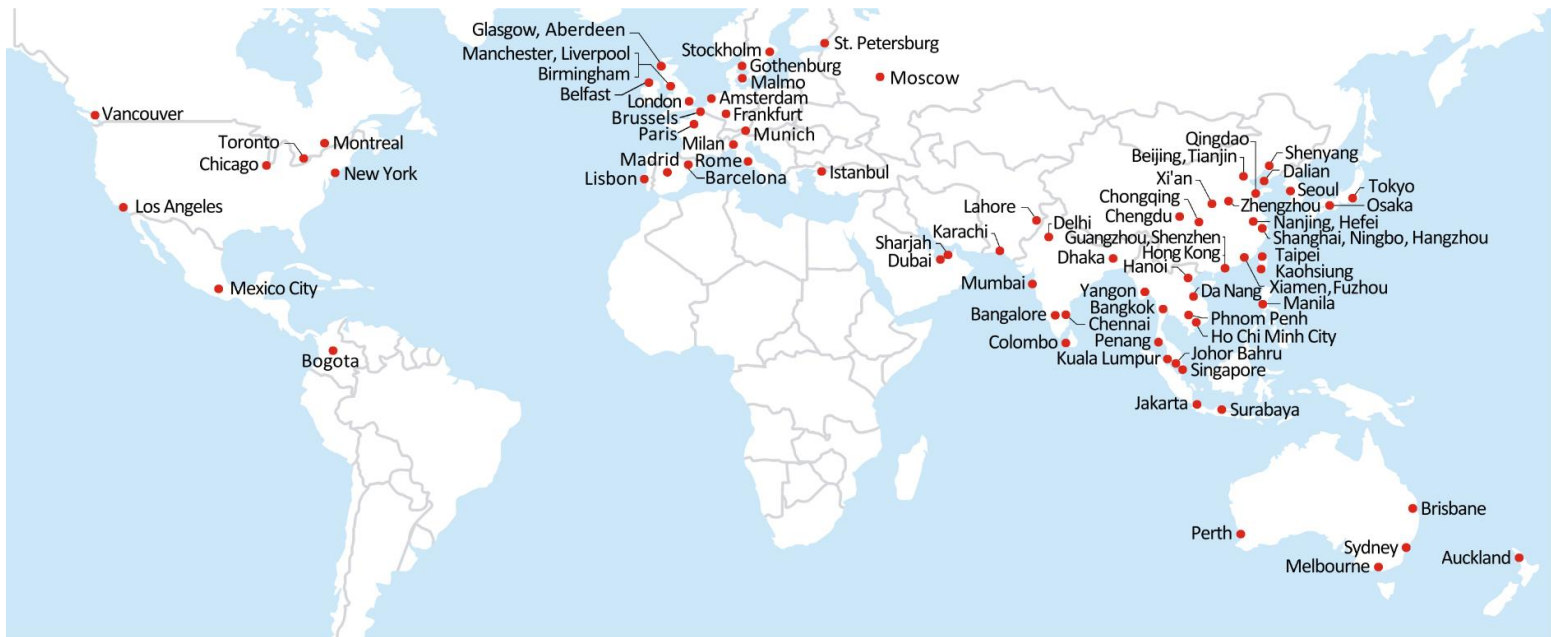 Vancouver
Toronto
Montreal
Chicago
New York
Los Angeles
Mexico City
Bogota
Glasgow, Aberdeen
Manchester, Liverpool
Birmingham
Belfast
London
Brussels
Paris
Stockholm
Gothenburg
Malmo
Amsterdam
Frankfurt
Munich
Milan
Madrid
Rome
Barcelona
Lisbon
St. Petersburg
Moscow
Istanbul
Lahore
Delhi
Karachi
Sharjah
Dubai
Mumbai
Dhaka
Bangalore
Chennai
Colombo
Qingdao
Beijing,Tianjin
Shenyang
Dalian
Xi'an
Seoul
Tokyo
Osaka
Chongqing
Chengdu
Zhengzhou
Nanjing, Hefei
Shanghai, Ningbo, Hangzhou
Guangzhou,Shenzhen
Hong Kong
Taipei
Kaohsiung
Xiamen, Fuzhou
Manila
Hanoi
Da Nang
Yangon
Bangkok
Phnom Penh
Ho Chi Minh City
Penang
Kuala Lumpur
Johor Bahru
Singapore
Jakarta
Surabaya
Brisbane
Perth
Sydney
Melbourne
Auckland